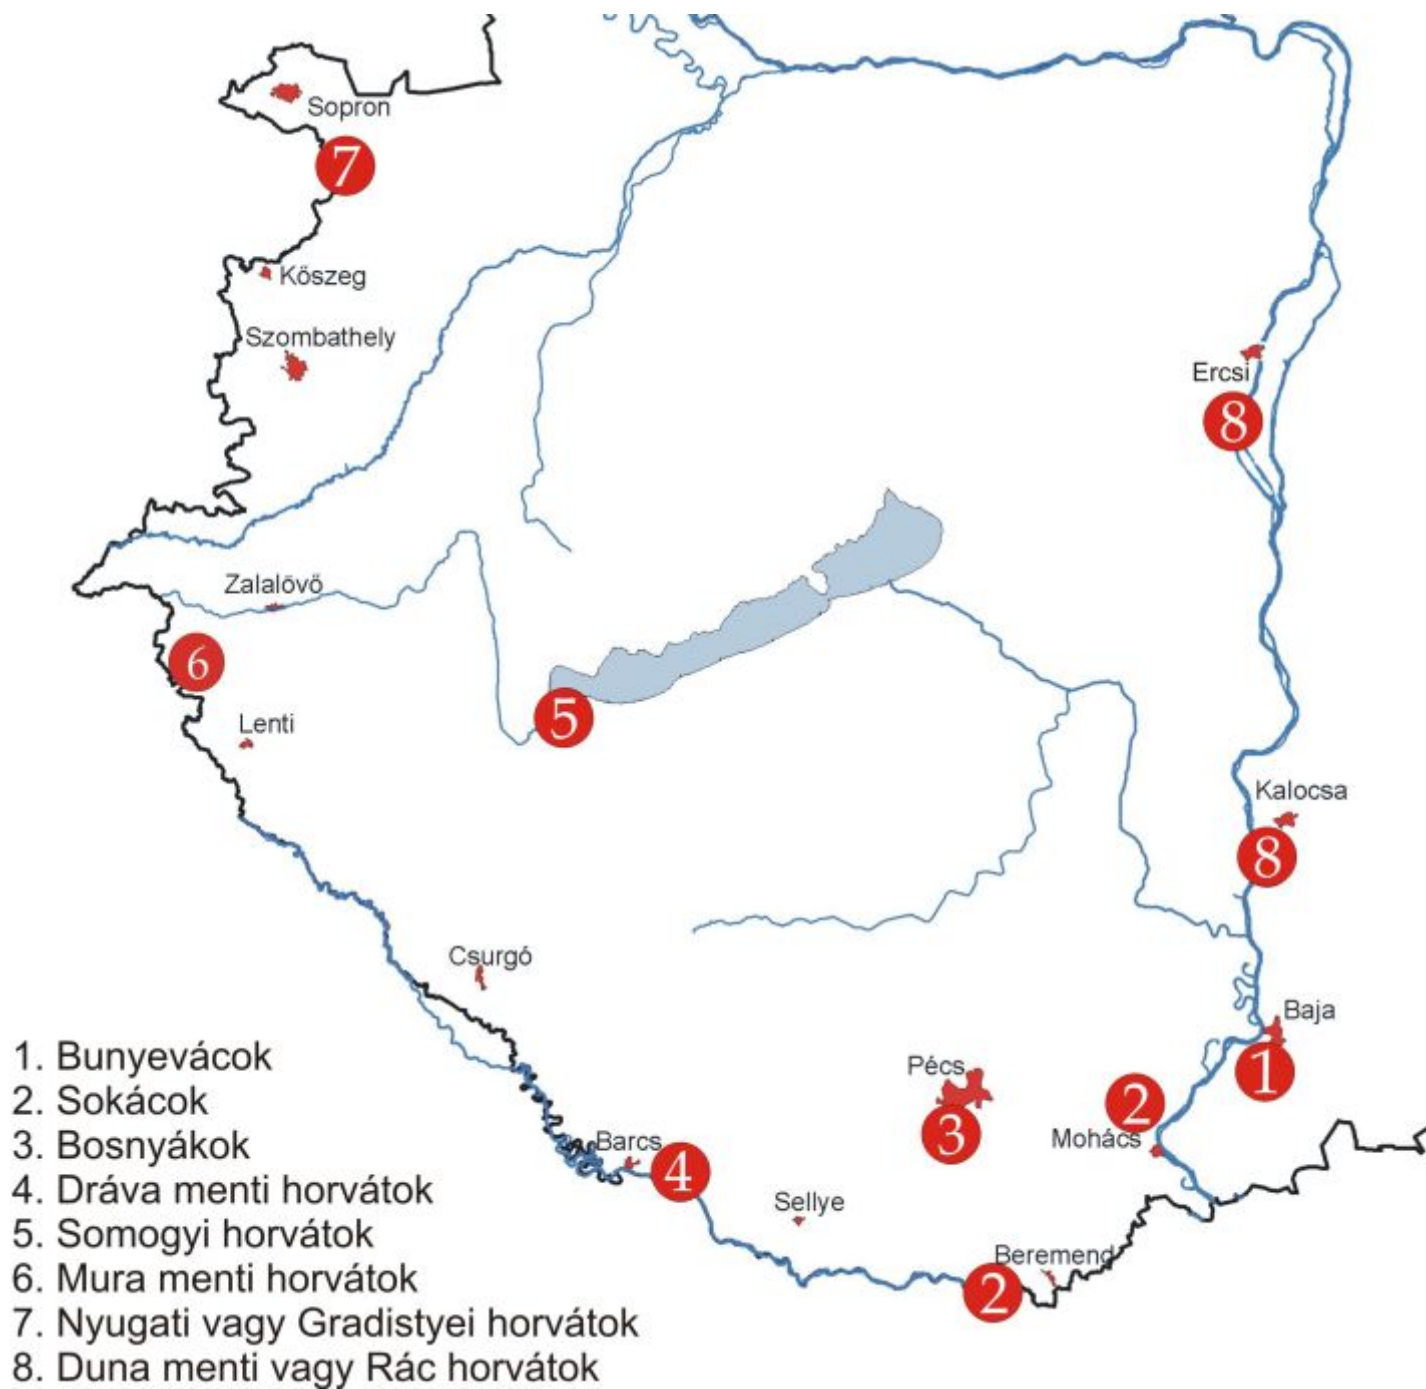 Sopron
7
Kőszeg
Szombathely
Ercsi
8
Zalalövő
6
5
Lenti
Kalocsa
8
Csurgó
Baja
1
Pécs
3
2
Mohács
Barcs
4
Sellye
Beremend
2
1. Bunyevácok
2. Sokácok
3. Bosnyákok
4. Dráva menti horvátok
5. Somogyi horvátok
6. Mura menti horvátok
7. Nyugati vagy Gradistyei horvátok
8. Duna menti vagy Rác horvátok